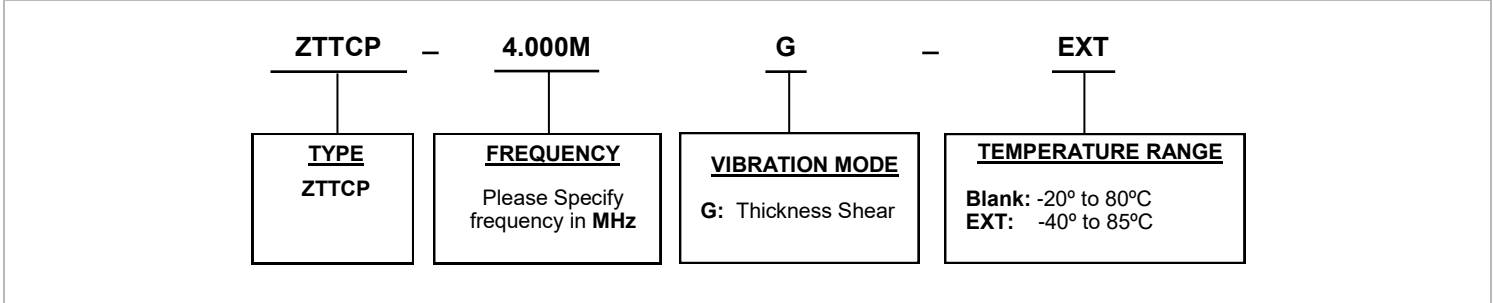 ZTTCP – 4.000M G – EXT
TYPE
ZTTCP
FREQUENCY
Please Specify
frequency in MHz
VIBRATION MODE
G: Thickness Shear
TEMPERATURE RANGE
Blank: -20º to 80ºC
EXT: -40º to 85ºC